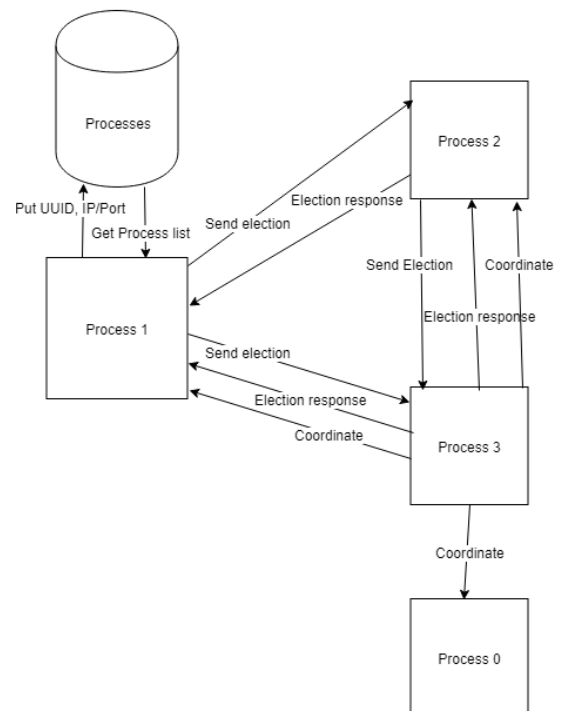 Processes
Process 2
Put UUID, IP/Port
Election response
Send election
Get Process list
Send Election
Coordinate
Election response
Process 1
Send election
Election response
Coordinate
Process 3
Coordinate
Process 0